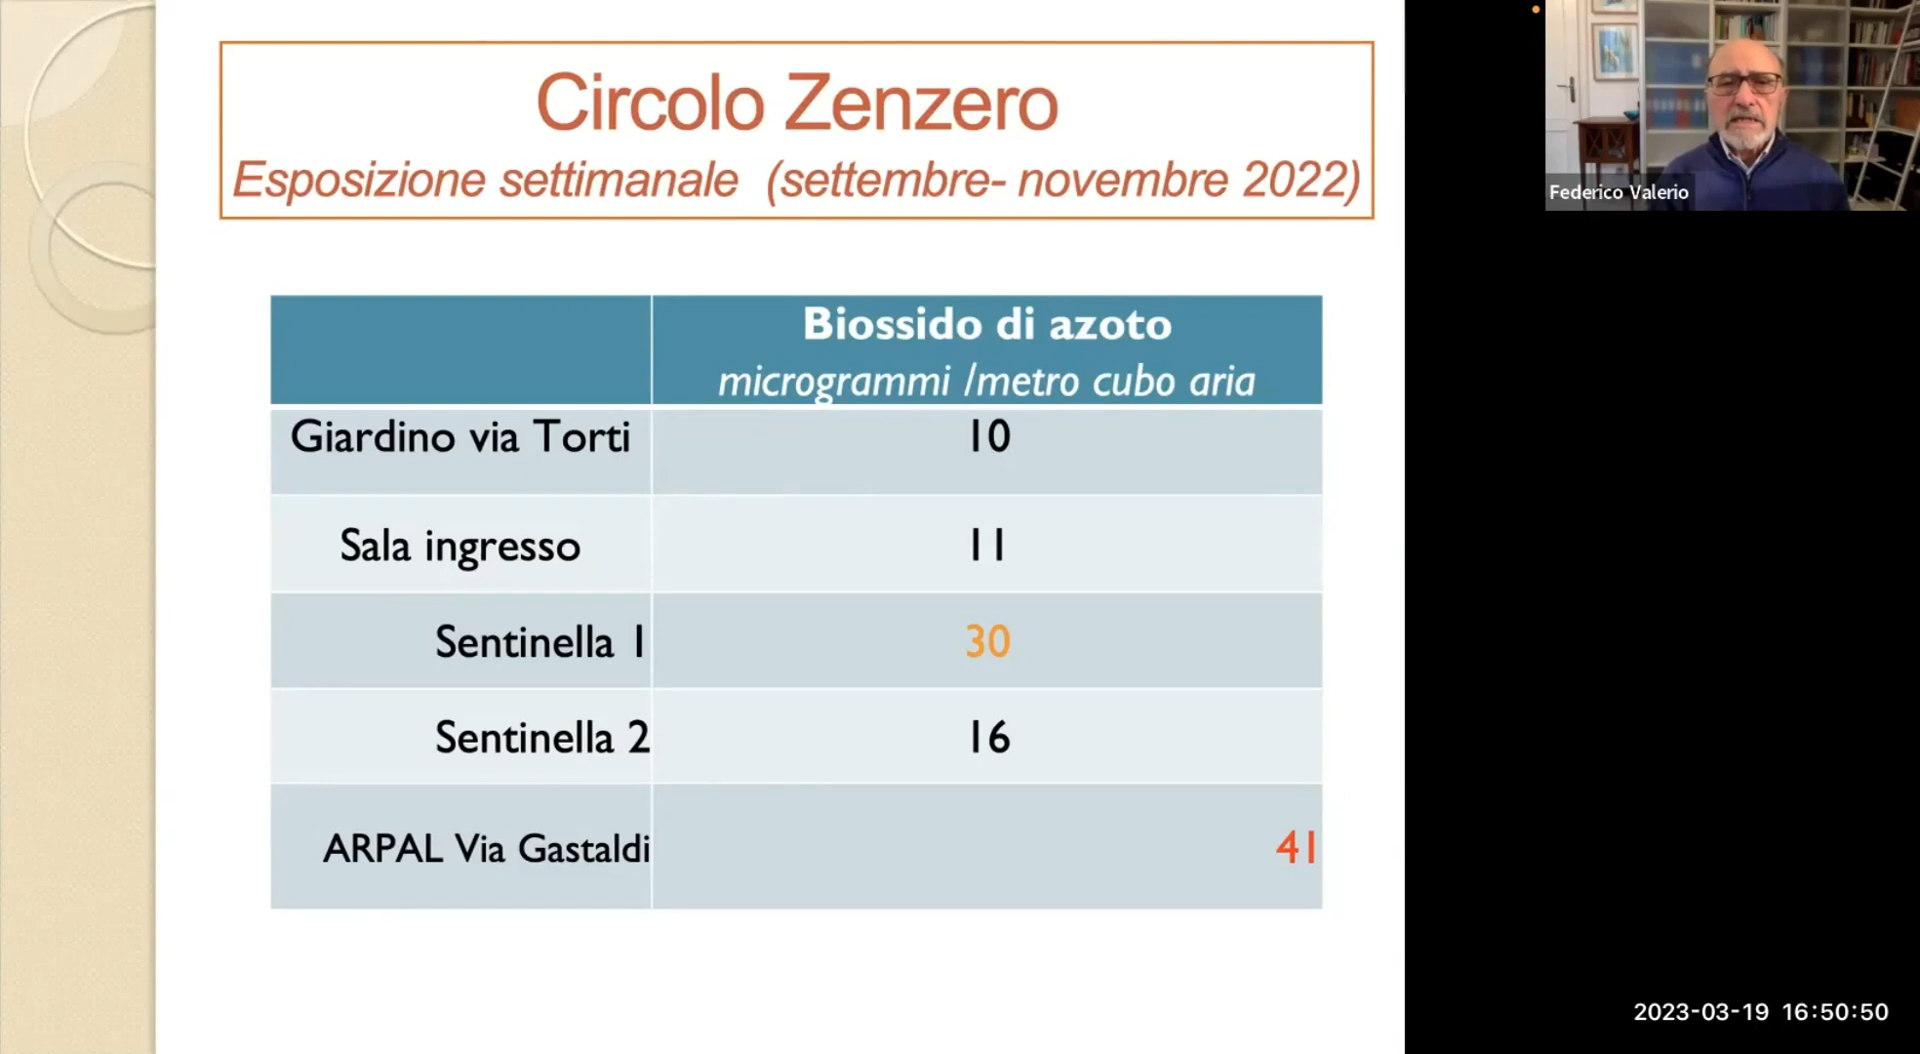 Circolo Zenzero
Esposizione settimanale (settembre- novembre 2022)
Biossido di azoto
microgrammi /metro cubo aria
Giardino via Torti 10
Sala ingresso 11
Sentinella 1 30
Sentinella 2 16
ARPAL Via Gastaldi 41
Federico Valerio
2023-03-19 16:50:50